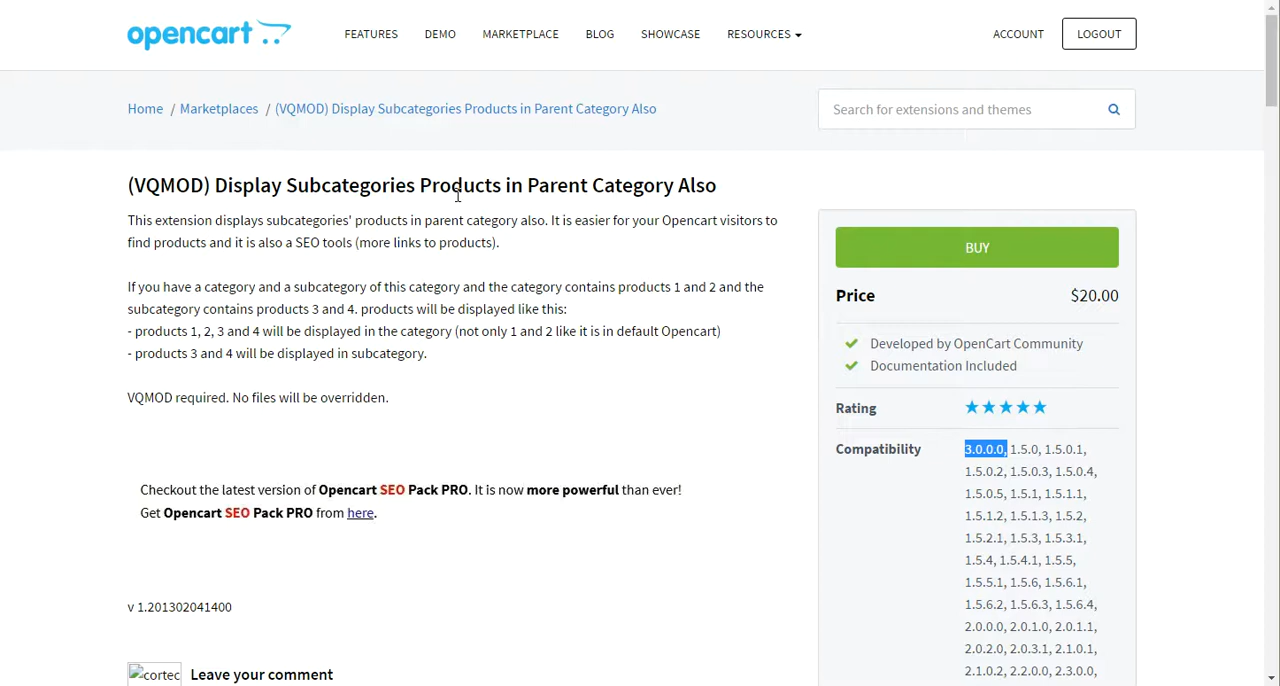 opencart
FEATURES
DEMO
MARKETPLACE
BLOG
SHOWCASE
RESOURCES
ACCOUNT
LOGOUT
Home / Marketplaces / (VQMOD) Display Subcategories Products in Parent Category Also
Search for extensions and themes
(VQMOD) Display Subcategories Products in Parent Category Also
This extension displays subcategories' products in parent category also. It is easier for your Opencart visitors to
find products and it is also a SEO tools (more links to products).
If you have a category and a subcategory of this category and the category contains products 1 and 2 and the
subcategory contains products 3 and 4. products will be displayed like this:
- products 1, 2, 3 and 4 will be displayed in the category (not only 1 and 2 like it is in default Opencart)
- products 3 and 4 will be displayed in subcategory.
VQMOD required. No files will be overridden.
Checkout the latest version of Opencart SEO Pack PRO. It is now more powerful than ever!
Get Opencart SEO Pack PRO from here.
v 1.201302041400
cortec
Leave your comment
BUY
Price $20.00
Developed by OpenCart Community
Documentation Included
Rating
Compatibility 3.0.0.0, 1.5.0, 1.5.0.1,
1.5.0.2, 1.5.0.3, 1.5.0.4,
1.5.0.5, 1.5.1, 1.5.1.1,
1.5.1.2, 1.5.1.3, 1.5.2,
1.5.2.1, 1.5.3, 1.5.3.1,
1.5.4, 1.5.4.1, 1.5.5,
1.5.5.1, 1.5.6, 1.5.6.1,
1.5.6.2, 1.5.6.3, 1.5.6.4,
2.0.0.0, 2.0.1.0, 2.0.1.1,
2.0.2.0, 2.0.3.1, 2.1.0.1,
2.1.0.2, 2.2.0.0, 2.3.0.0,